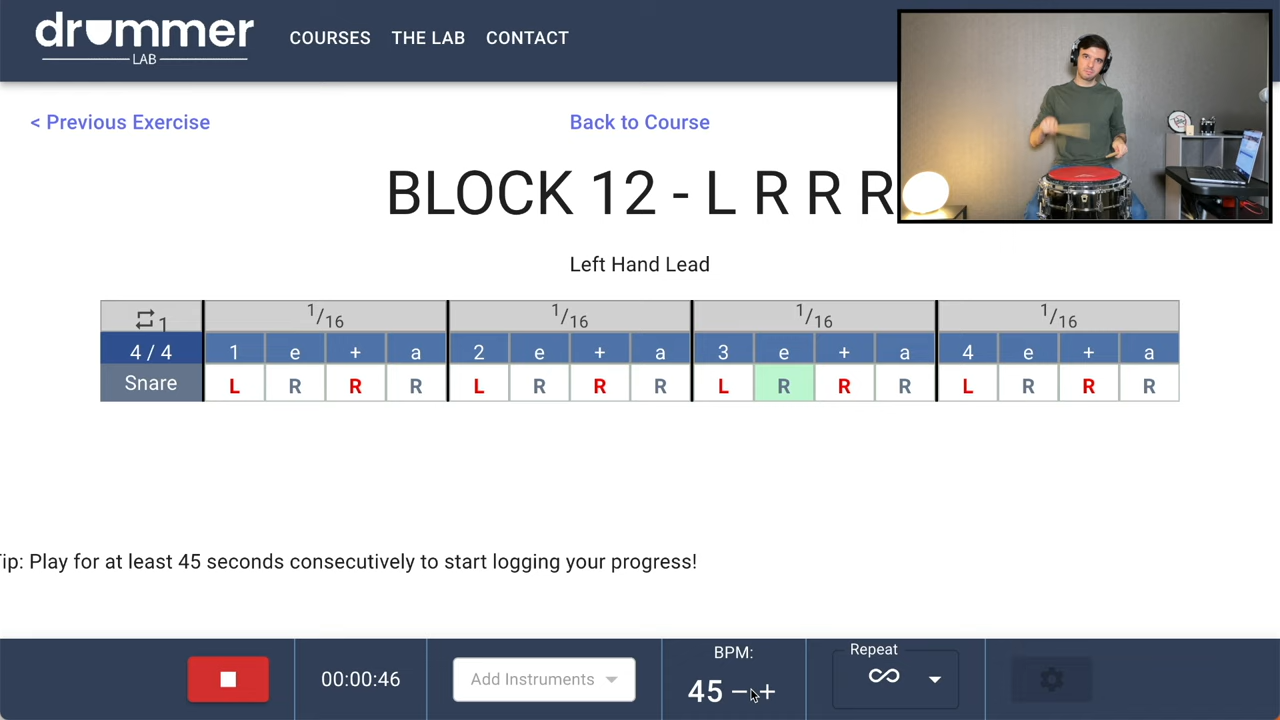 drummer
LAB
COURSES THE LAB CONTACT
< Previous Exercise
Back to Course
BLOCK 12 - L R R R
Left Hand Lead
1 1/16 1/16 1/16 1/16
4 / 4 1 e + a 2 e + a 3 e + a 4 e + a
Snare L R R R L R R R L R R R L R R R
Tip: Play for at least 45 seconds consecutively to start logging your progress!
00:00:46
Add Instruments
BPM:
45 − +
Repeat
∞